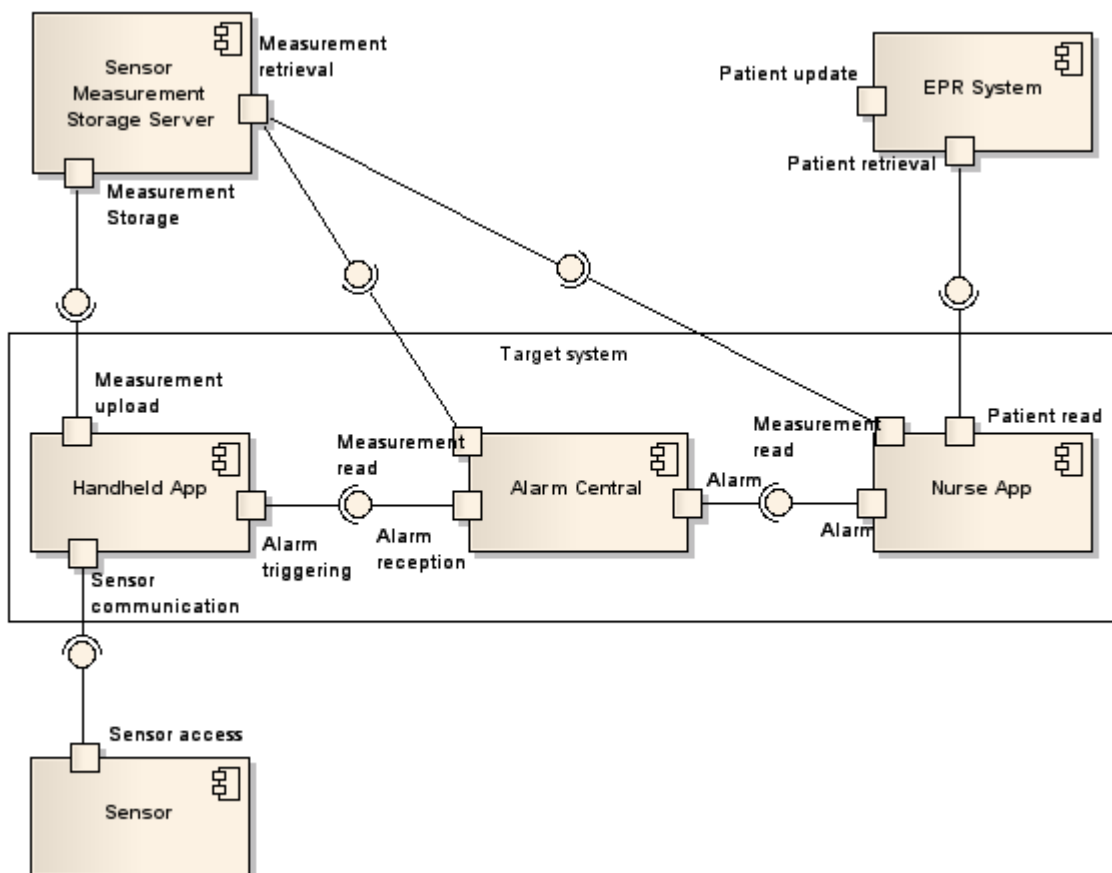 Measurement
retrieval
Sensor
Measurement
Storage Server
Patient update
EPR System
Patient retrieval
Measurement
Storage
Target system
Measurement
upload
Measurement
read
Measurement
read
Patient read
Handheld App
Alarm Central
Alarm
Nurse App
Alarm
triggering
Alarm
reception
Alarm
Sensor
communication
Sensor access
Sensor